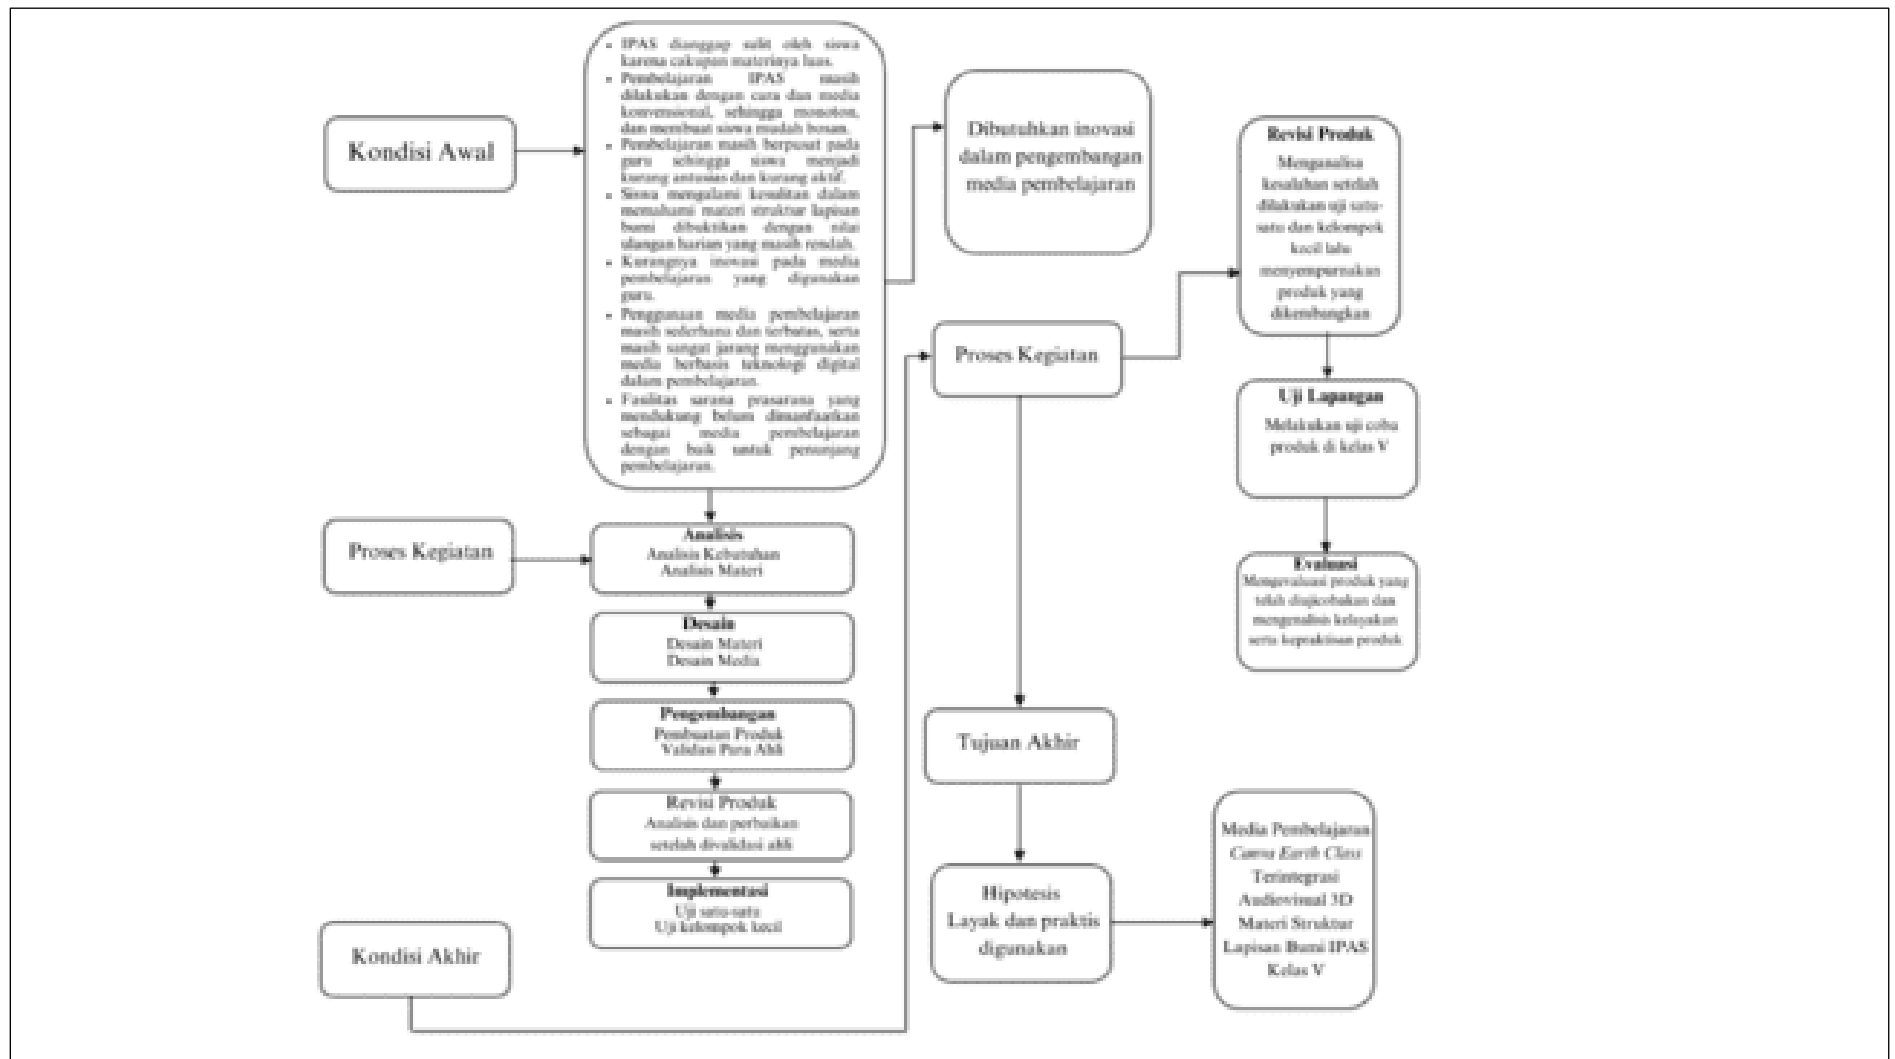 Kondisi Awal
• IPAS dianggap sulit oleh siswa
karena cakupan materinya luas.
• Pembelajaran IPAS masih
dilakukan dengan cara dan media
konvensional, sehingga monoton,
dan membuat siswa mudah bosan.
• Pembelajaran masih berpusat pada
guru sehingga siswa menjadi
kurang antusias dan kurang aktif.
• Siswa mengalami kesulitan dalam
memahami materi struktur lapisan
bumi dibuktikan dengan nilai
ulangan harian yang masih rendah.
• Kurangnya inovasi pada media
pembelajaran yang digunakan
guru.
• Penggunaan media pembelajaran
masih sederhana dan terbatas, serta
masih sangat jarang menggunakan
media berbasis teknologi digital
dalam pembelajaran.
• Fasilitas sarana prasarana yang
mendukung belum dimanfaatkan
sebagai media pembelajaran
dengan baik untuk penunjang
pembelajaran.
Dibutuhkan inovasi
dalam pengembangan
media pembelajaran
Proses Kegiatan
Analisis
Analisis Kebutuhan
Analisis Materi
Desain
Desain Materi
Desain Media
Pengembangan
Pembuatan Produk
Validasi Para Ahli
Revisi Produk
Analisis dan perbaikan
setelah divalidasi ahli
Implementasi
Uji satu-satu
Uji kelompok kecil
Kondisi Akhir
Proses Kegiatan
Revisi Produk
Menganalisa
kesalahan setelah
dilakukan uji satu-
satu dan kelompok
kecil lalu
menyempurnakan
produk yang
dikembangkan
Uji Lapangan
Melakukan uji coba
produk di kelas V
Evaluasi
Mengevaluasi produk yang
telah diujicobakan dan
mengenalisis kelayakan
serta kepraktisan produk
Tujuan Akhir
Hipotesis
Layak dan praktis
digunakan
Media Pembelajaran
Canva Earth Class
Terintegrasi
Audiovisual 3D
Materi Struktur
Lapisan Bumi IPAS
Kelas V